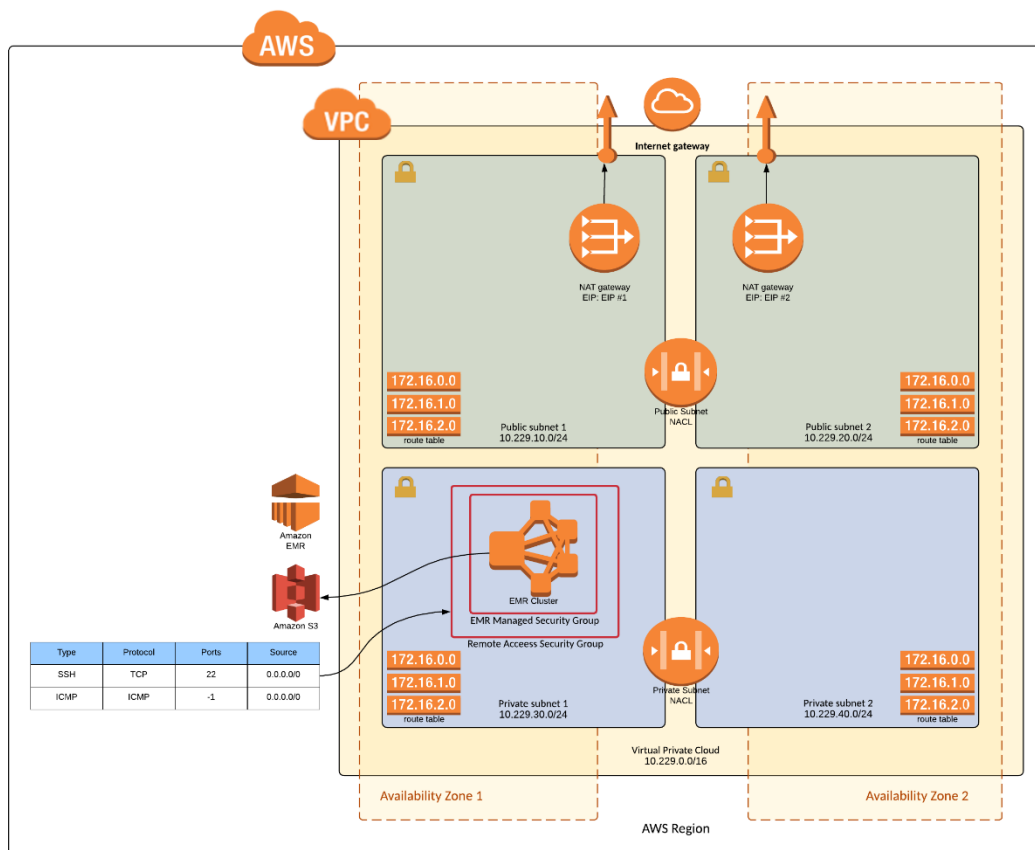 AWS
VPC
Internet gateway
NAT gateway
EIP: EIP #1
NAT gateway
EIP: EIP #2
172.16.0.0
172.16.1.0
172.16.2.0
route table
Public subnet 1
10.229.10.0/24
Public Subnet
NACL
Public subnet 2
10.229.20.0/24
172.16.0.0
172.16.1.0
172.16.2.0
route table
Amazon
EMR
Amazon S3
EMR Cluster
EMR Managed Security Group
Remote Acceess Security Group
Type Protocol Ports Source
SSH TCP 22 0.0.0.0/0
ICMP ICMP -1 0.0.0.0/0
172.16.0.0
172.16.1.0
172.16.2.0
route table
Private subnet 1
10.229.30.0/24
Private Subnet
NACL
Private subnet 2
10.229.40.0/24
172.16.0.0
172.16.1.0
172.16.2.0
route table
Virtual Private Cloud
10.229.0.0/16
Availability Zone 1
Availability Zone 2
AWS Region